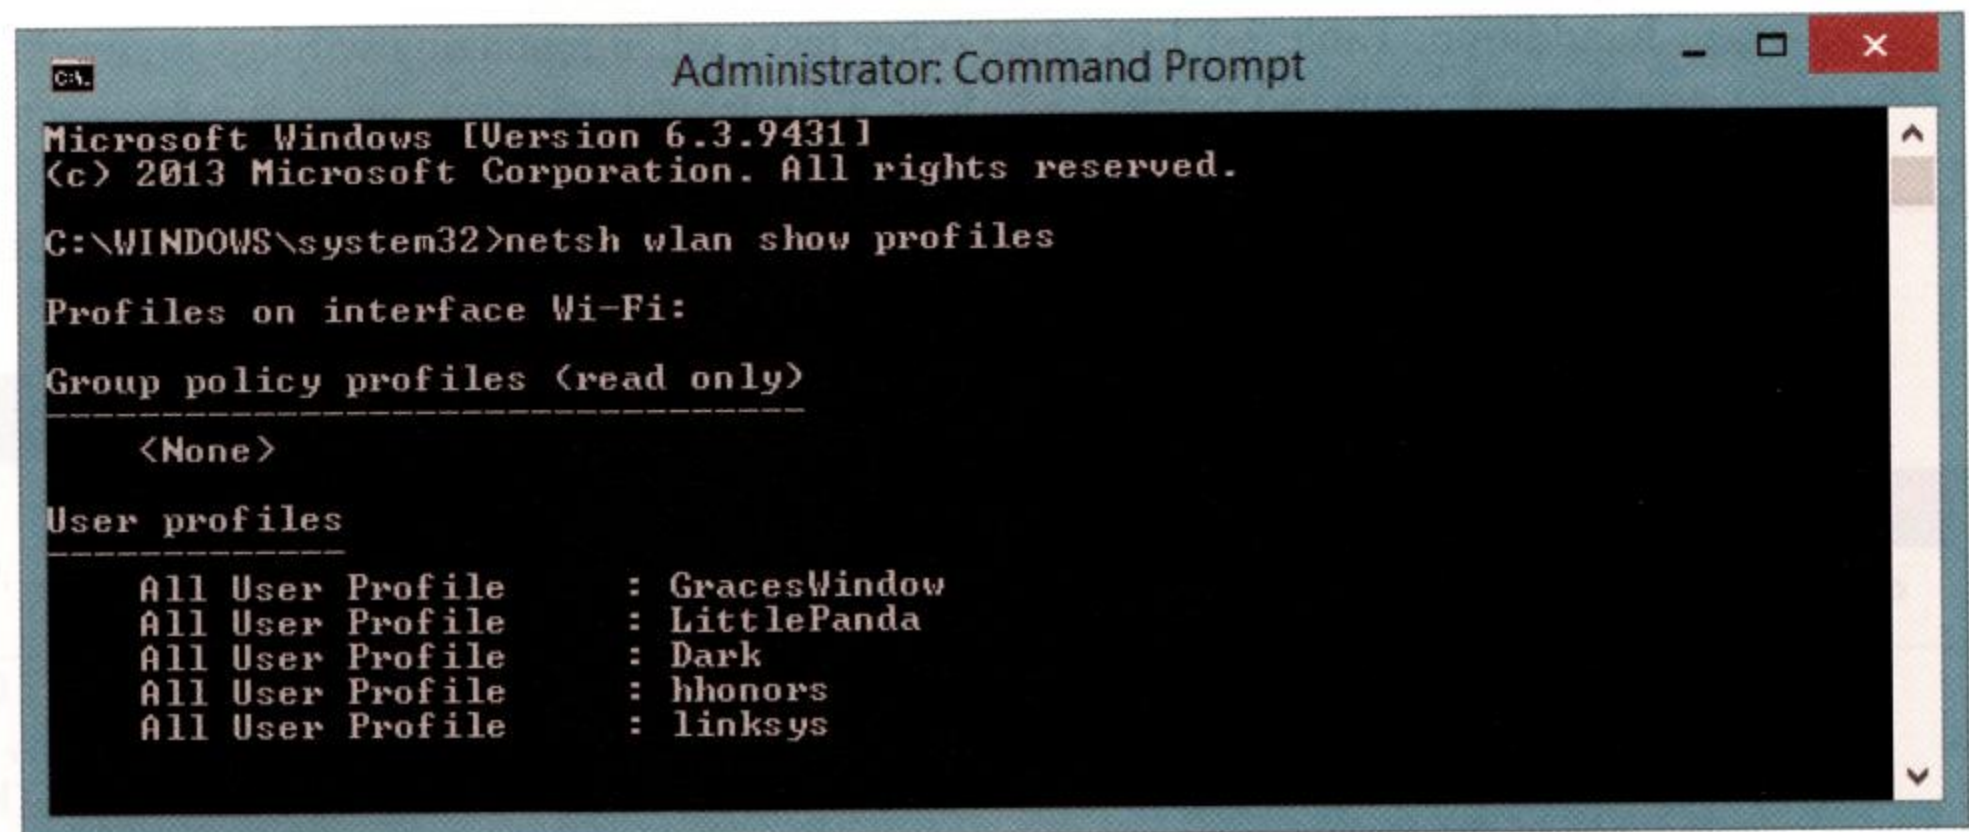 C:\.
Administrator: Command Prompt
Microsoft Windows [Version 6.3.9431]
(c) 2013 Microsoft Corporation. All rights reserved.
C:\WINDOWS\system32>netsh wlan show profiles
Profiles on interface Wi-Fi:
Group policy profiles (read only)
---------------------------------
<None>
User profiles
-------------
All User Profile     : GracesWindow
All User Profile     : LittlePanda
All User Profile     : Dark
All User Profile     : hhonors
All User Profile     : linksys